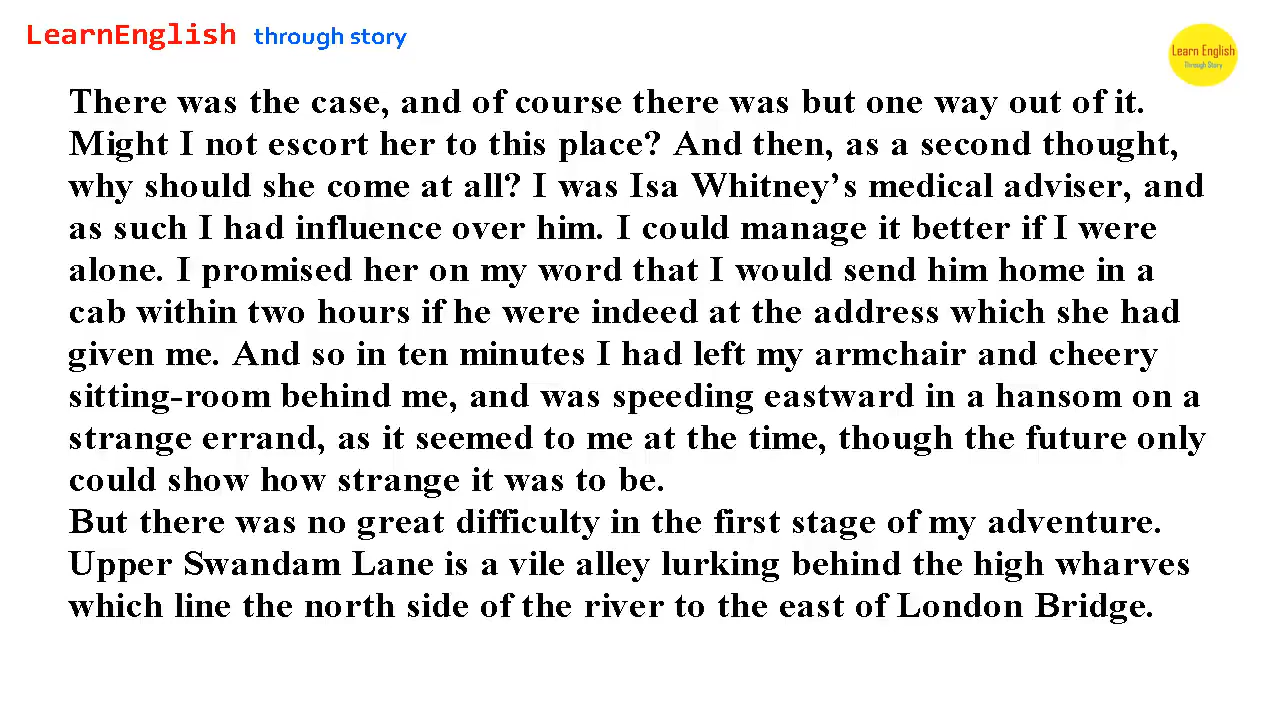 LearnEnglish through story
Learn English
Through Story
There was the case, and of course there was but one way out of it.
Might I not escort her to this place? And then, as a second thought,
why should she come at all? I was Isa Whitney’s medical adviser, and
as such I had influence over him. I could manage it better if I were
alone. I promised her on my word that I would send him home in a
cab within two hours if he were indeed at the address which she had
given me. And so in ten minutes I had left my armchair and cheery
sitting-room behind me, and was speeding eastward in a hansom on a
strange errand, as it seemed to me at the time, though the future only
could show how strange it was to be.
But there was no great difficulty in the first stage of my adventure.
Upper Swandam Lane is a vile alley lurking behind the high wharves
which line the north side of the river to the east of London Bridge.